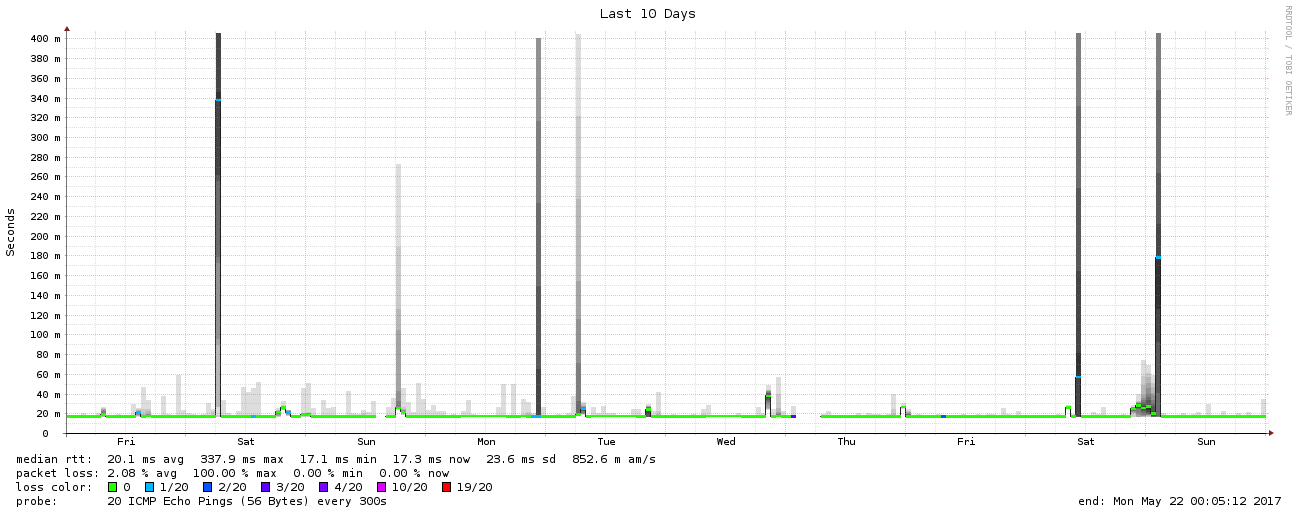 Last 10 Days
RRDTOOL / TOBI OETIKER
Seconds
400 m
380 m
360 m
340 m
320 m
300 m
280 m
260 m
240 m
220 m
200 m
180 m
160 m
140 m
120 m
100 m
80 m
60 m
40 m
20 m
0
Fri Sat Sun Mon Tue Wed Thu Fri Sat Sun
median rtt: 20.1 ms avg 337.9 ms max 17.1 ms min 17.3 ms now 23.6 ms sd 852.6 m am/s
packet loss: 2.08 % avg 100.00 % max 0.00 % min 0.00 % now
loss color: 0 1/20 2/20 3/20 4/20 10/20 19/20
probe: 20 ICMP Echo Pings (56 Bytes) every 300s end: Mon May 22 00:05:12 2017